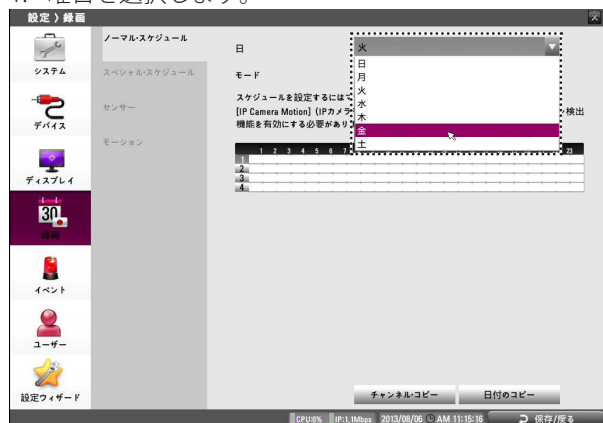 設定 〉録画
システム
デバイス
ディスプレイ
30
録画
イベント
ユーザー
設定ウィザード
ノーマル・スケジュール
スペシャル・スケジュール
センサー
モーション
日
火
日
月
火
水
木
金
土
モード
スケジュールを設定するにはモ
[IP Camera Motion] (IPカメラ
検出
機能を有効にする必要があり
1 2 3 4 5 6 7 23
1
2
3
4
チャンネル・コピー
日付のコピー
CPU:6% IP:1.1Mbps 2013/08/06 AM 11:15:16
保存/戻る